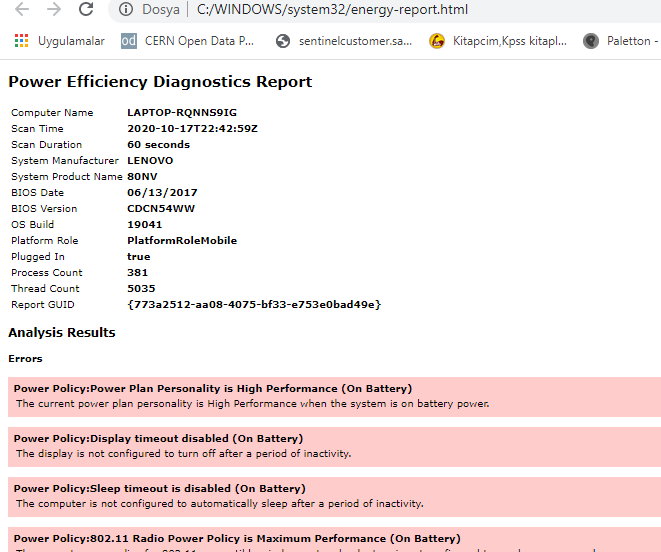 Dosya | C:/WINDOWS/system32/energy-report.html
Uygulamalar od CERN Open Data P... sentinelcustomer.sa... Kitapcim,Kpss kitapl... Paletton -
Power Efficiency Diagnostics Report
Computer Name LAPTOP-RQNNS9IG
Scan Time 2020-10-17T22:42:59Z
Scan Duration 60 seconds
System Manufacturer LENOVO
System Product Name 80NV
BIOS Date 06/13/2017
BIOS Version CDCN54WW
OS Build 19041
Platform Role PlatformRoleMobile
Plugged In true
Process Count 381
Thread Count 5035
Report GUID {773a2512-aa08-4075-bf33-e753e0bad49e}
Analysis Results
Errors
Power Policy:Power Plan Personality is High Performance (On Battery)
The current power plan personality is High Performance when the system is on battery power.
Power Policy:Display timeout disabled (On Battery)
The display is not configured to turn off after a period of inactivity.
Power Policy:Sleep timeout is disabled (On Battery)
The computer is not configured to automatically sleep after a period of inactivity.
Power Policy:802.11 Radio Power Policy is Maximum Performance (On Battery)